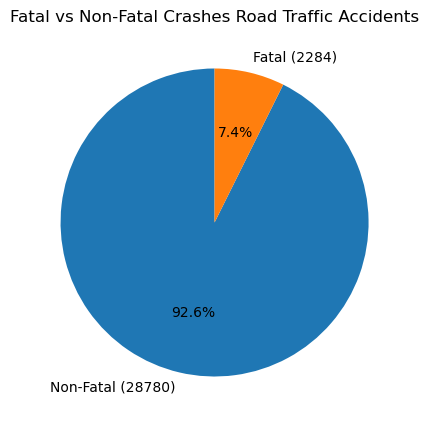 Fatal vs Non-Fatal Crashes Road Traffic Accidents
Fatal (2284)
7.4%
92.6%
Non-Fatal (28780)